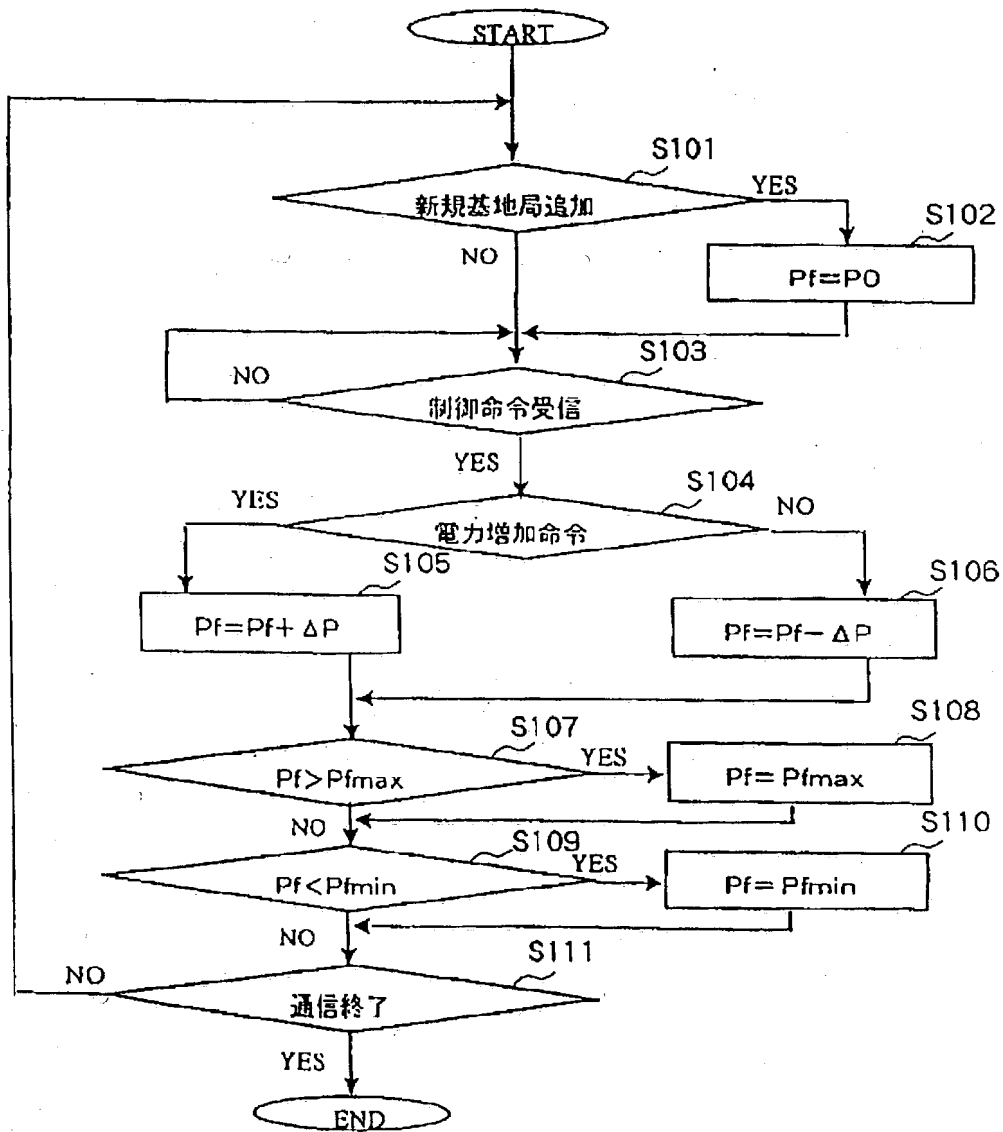 START
S101
新規基地局追加
YES
S102
NO
Pf=P0
S103
NO
制御命令受信
YES
S104
YES
電力増加命令
NO
S105
S106
Pf=Pf+ΔP
Pf=Pf-ΔP
S107
S108
Pf>Pfmax
YES
Pf=Pfmax
NO
S109
S110
Pf<Pfmin
YES
Pf=Pfmin
NO
S111
NO
通信終了
YES
END